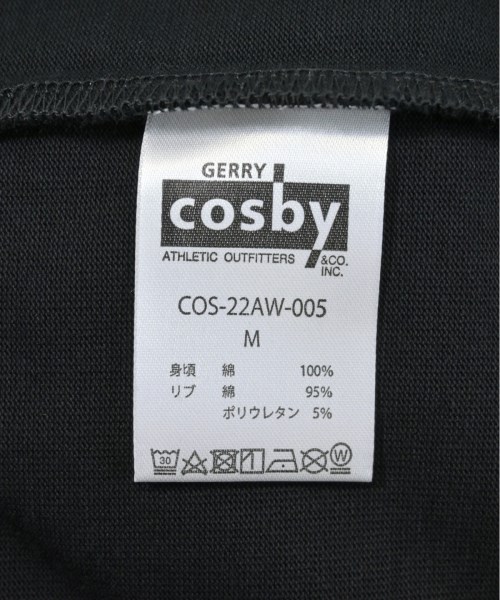 GERRY
cosby
ATHLETIC OUTFITTERS &CO. INC.
COS-22AW-005
M
身頃 綿 100%
リブ 綿 95%
ポリウレタン 5%
30 W